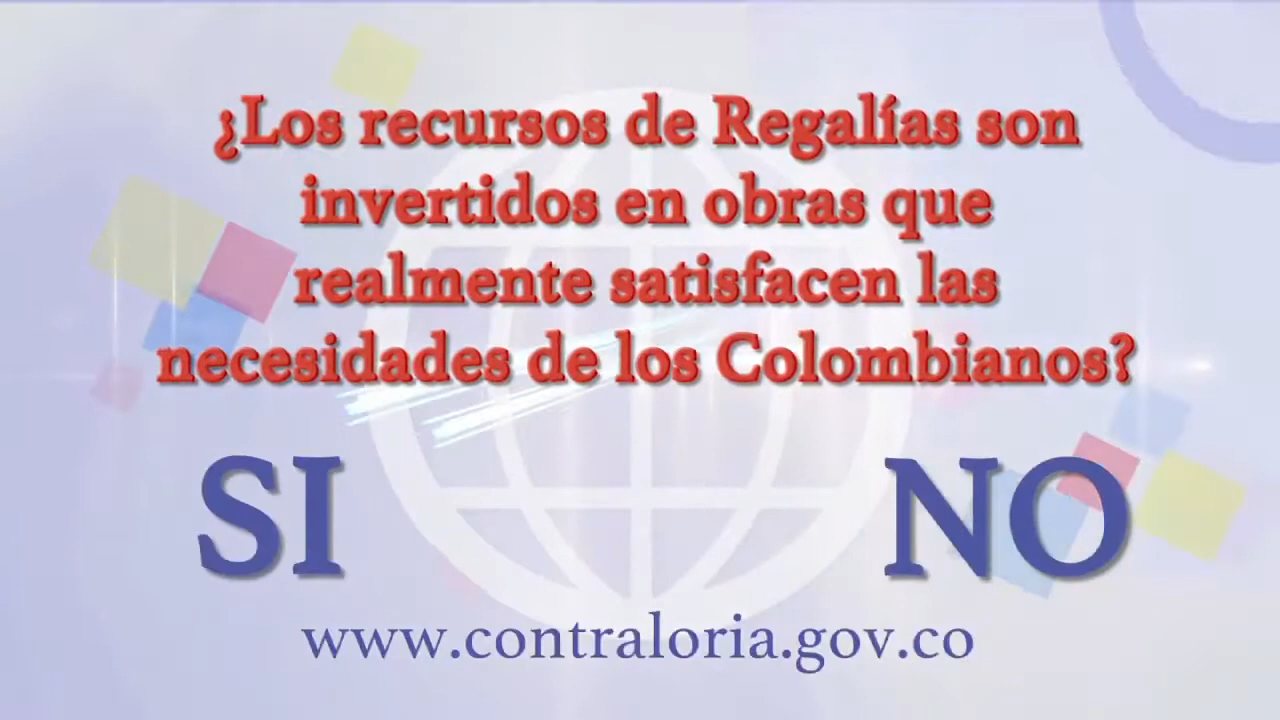 ¿Los recursos de Regalías son
invertidos en obras que
realmente satisfacen las
necesidades de los Colombianos?
SI NO
www.contraloria.gov.co